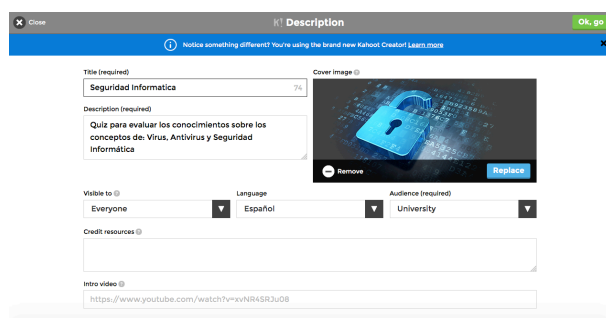 Close
K! Description
Ok, go
Notice something different? You're using the brand new Kahoot Creator! Learn more
Title (required)
Seguridad Informatica 74
Description (required)
Quiz para evaluar los conocimientos sobre los
conceptos de: Virus, Antivirus y Seguridad
Informática
Cover image
Remove
Replace
Visible to
Everyone
Language
Español
Audience (required)
University
Credit resources
Intro video
https://www.youtube.com/watch?v=xvNR4SRJu08